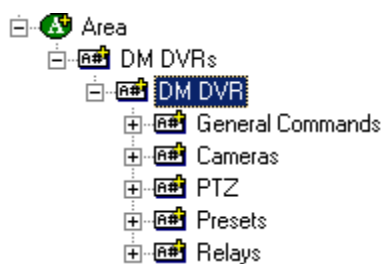 Area
DM DVRs
DM DVR
General Commands
Cameras
PTZ
Presets
Relays